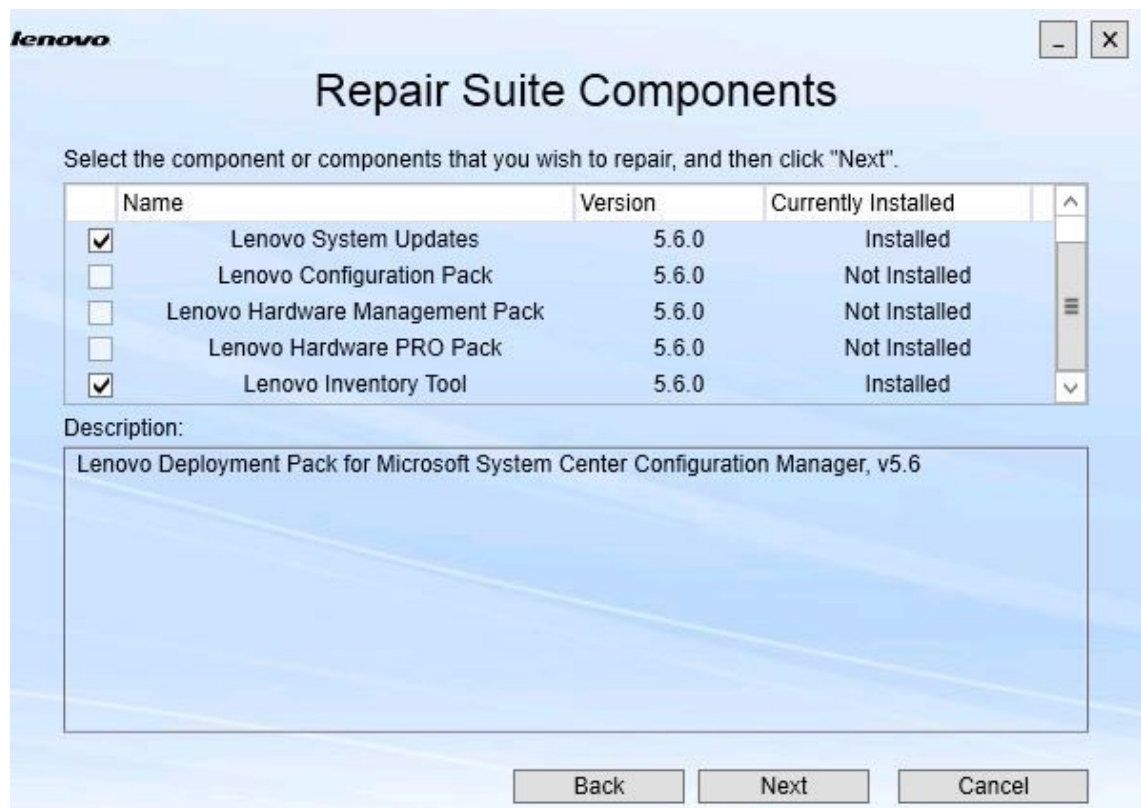 lenovo
Repair Suite Components
Select the component or components that you wish to repair, and then click "Next".
Name Version Currently Installed
Lenovo System Updates 5.6.0 Installed
Lenovo Configuration Pack 5.6.0 Not Installed
Lenovo Hardware Management Pack 5.6.0 Not Installed
Lenovo Hardware PRO Pack 5.6.0 Not Installed
Lenovo Inventory Tool 5.6.0 Installed
Description:
Lenovo Deployment Pack for Microsoft System Center Configuration Manager, v5.6
Back Next Cancel